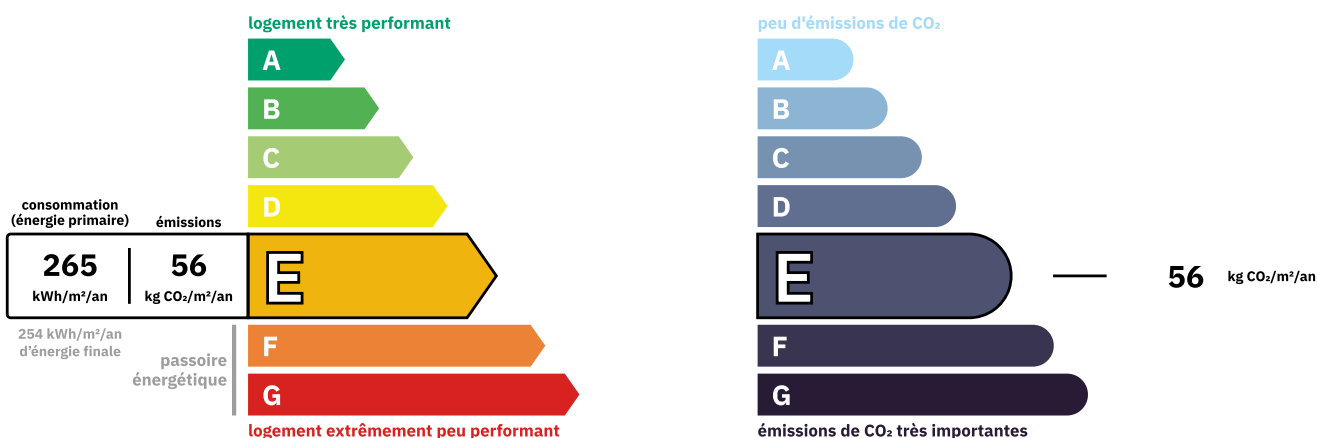 logement très performant
A
B
C
D
consommation
(énergie primaire)
émissions
265
kWh/m²/an
56
kg CO₂/m²/an
E
254 kWh/m²/an
d'énergie finale
passoire
énergétique
F
G
logement extrêmement peu performant
peu d'émissions de CO₂
A
B
C
D
E
56 kg CO₂/m²/an
F
G
émissions de CO₂ très importantes